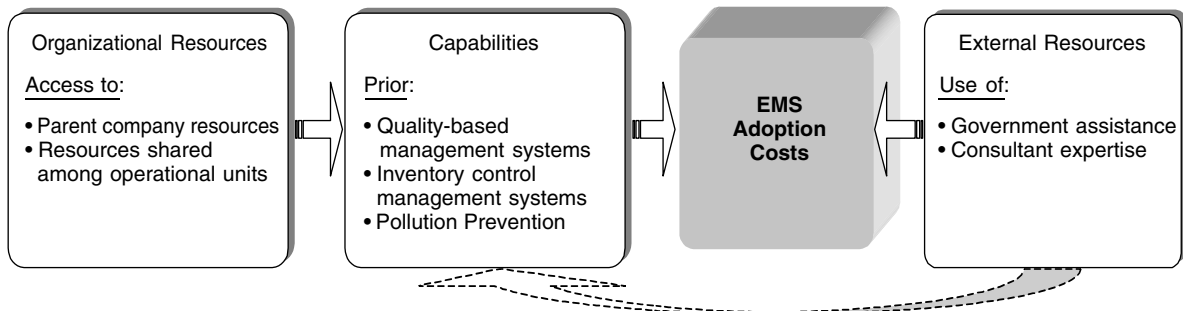 Organizational Resources
Access to:
• Parent company resources
• Resources shared
among operational units
Capabilities
Prior:
• Quality-based
management systems
• Inventory control
management systems
• Pollution Prevention
EMS
Adoption
Costs
External Resources
Use of:
• Government assistance
• Consultant expertise